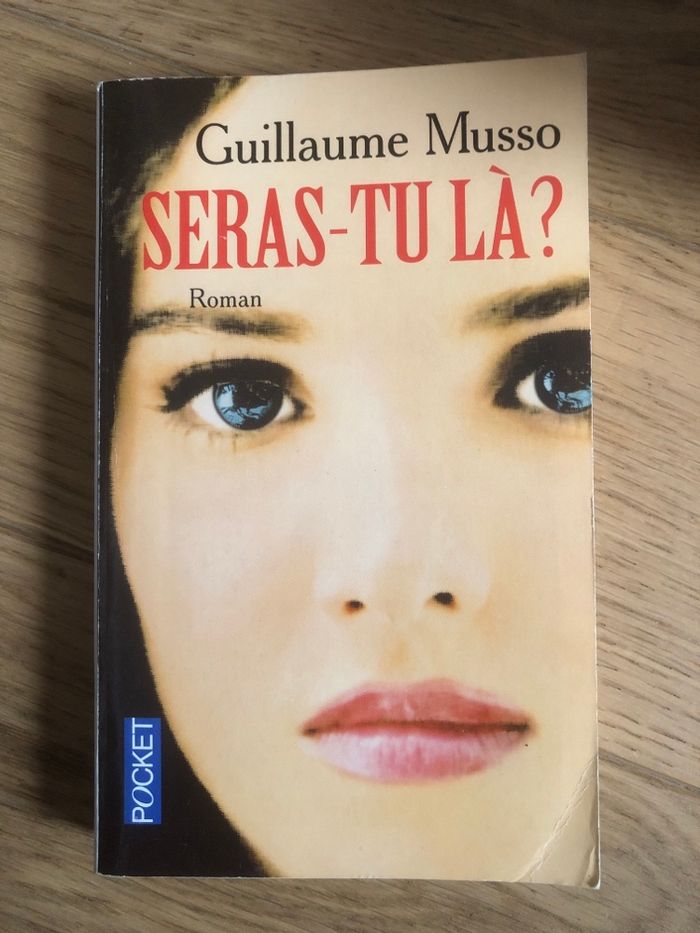 Guillaume Musso
SERAS-TU LÀ?
Roman
POCKET